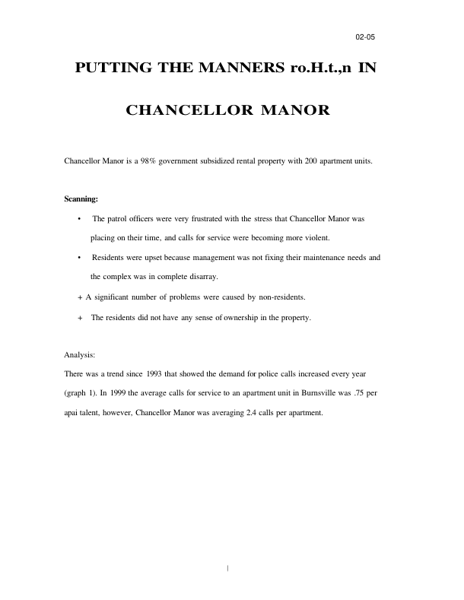 02-05
PUTTING THE MANNERS ro.H.t.,n IN
CHANCELLOR MANOR
Chancellor Manor is a 98% government subsidized rental property with 200 apartment units.
Scanning:
• The patrol officers were very frustrated with the stress that Chancellor Manor was
placing on their time, and calls for service were becoming more violent.
• Residents were upset because management was not fixing their maintenance needs and
the complex was in complete disarray.
+ A significant number of problems were caused by non-residents.
+ The residents did not have any sense of ownership in the property.
Analysis:
There was a trend since 1993 that showed the demand for police calls increased every year
(graph 1). In 1999 the average calls for service to an apartment unit in Burnsville was .75 per
apai talent, however, Chancellor Manor was averaging 2.4 calls per apartment.
|